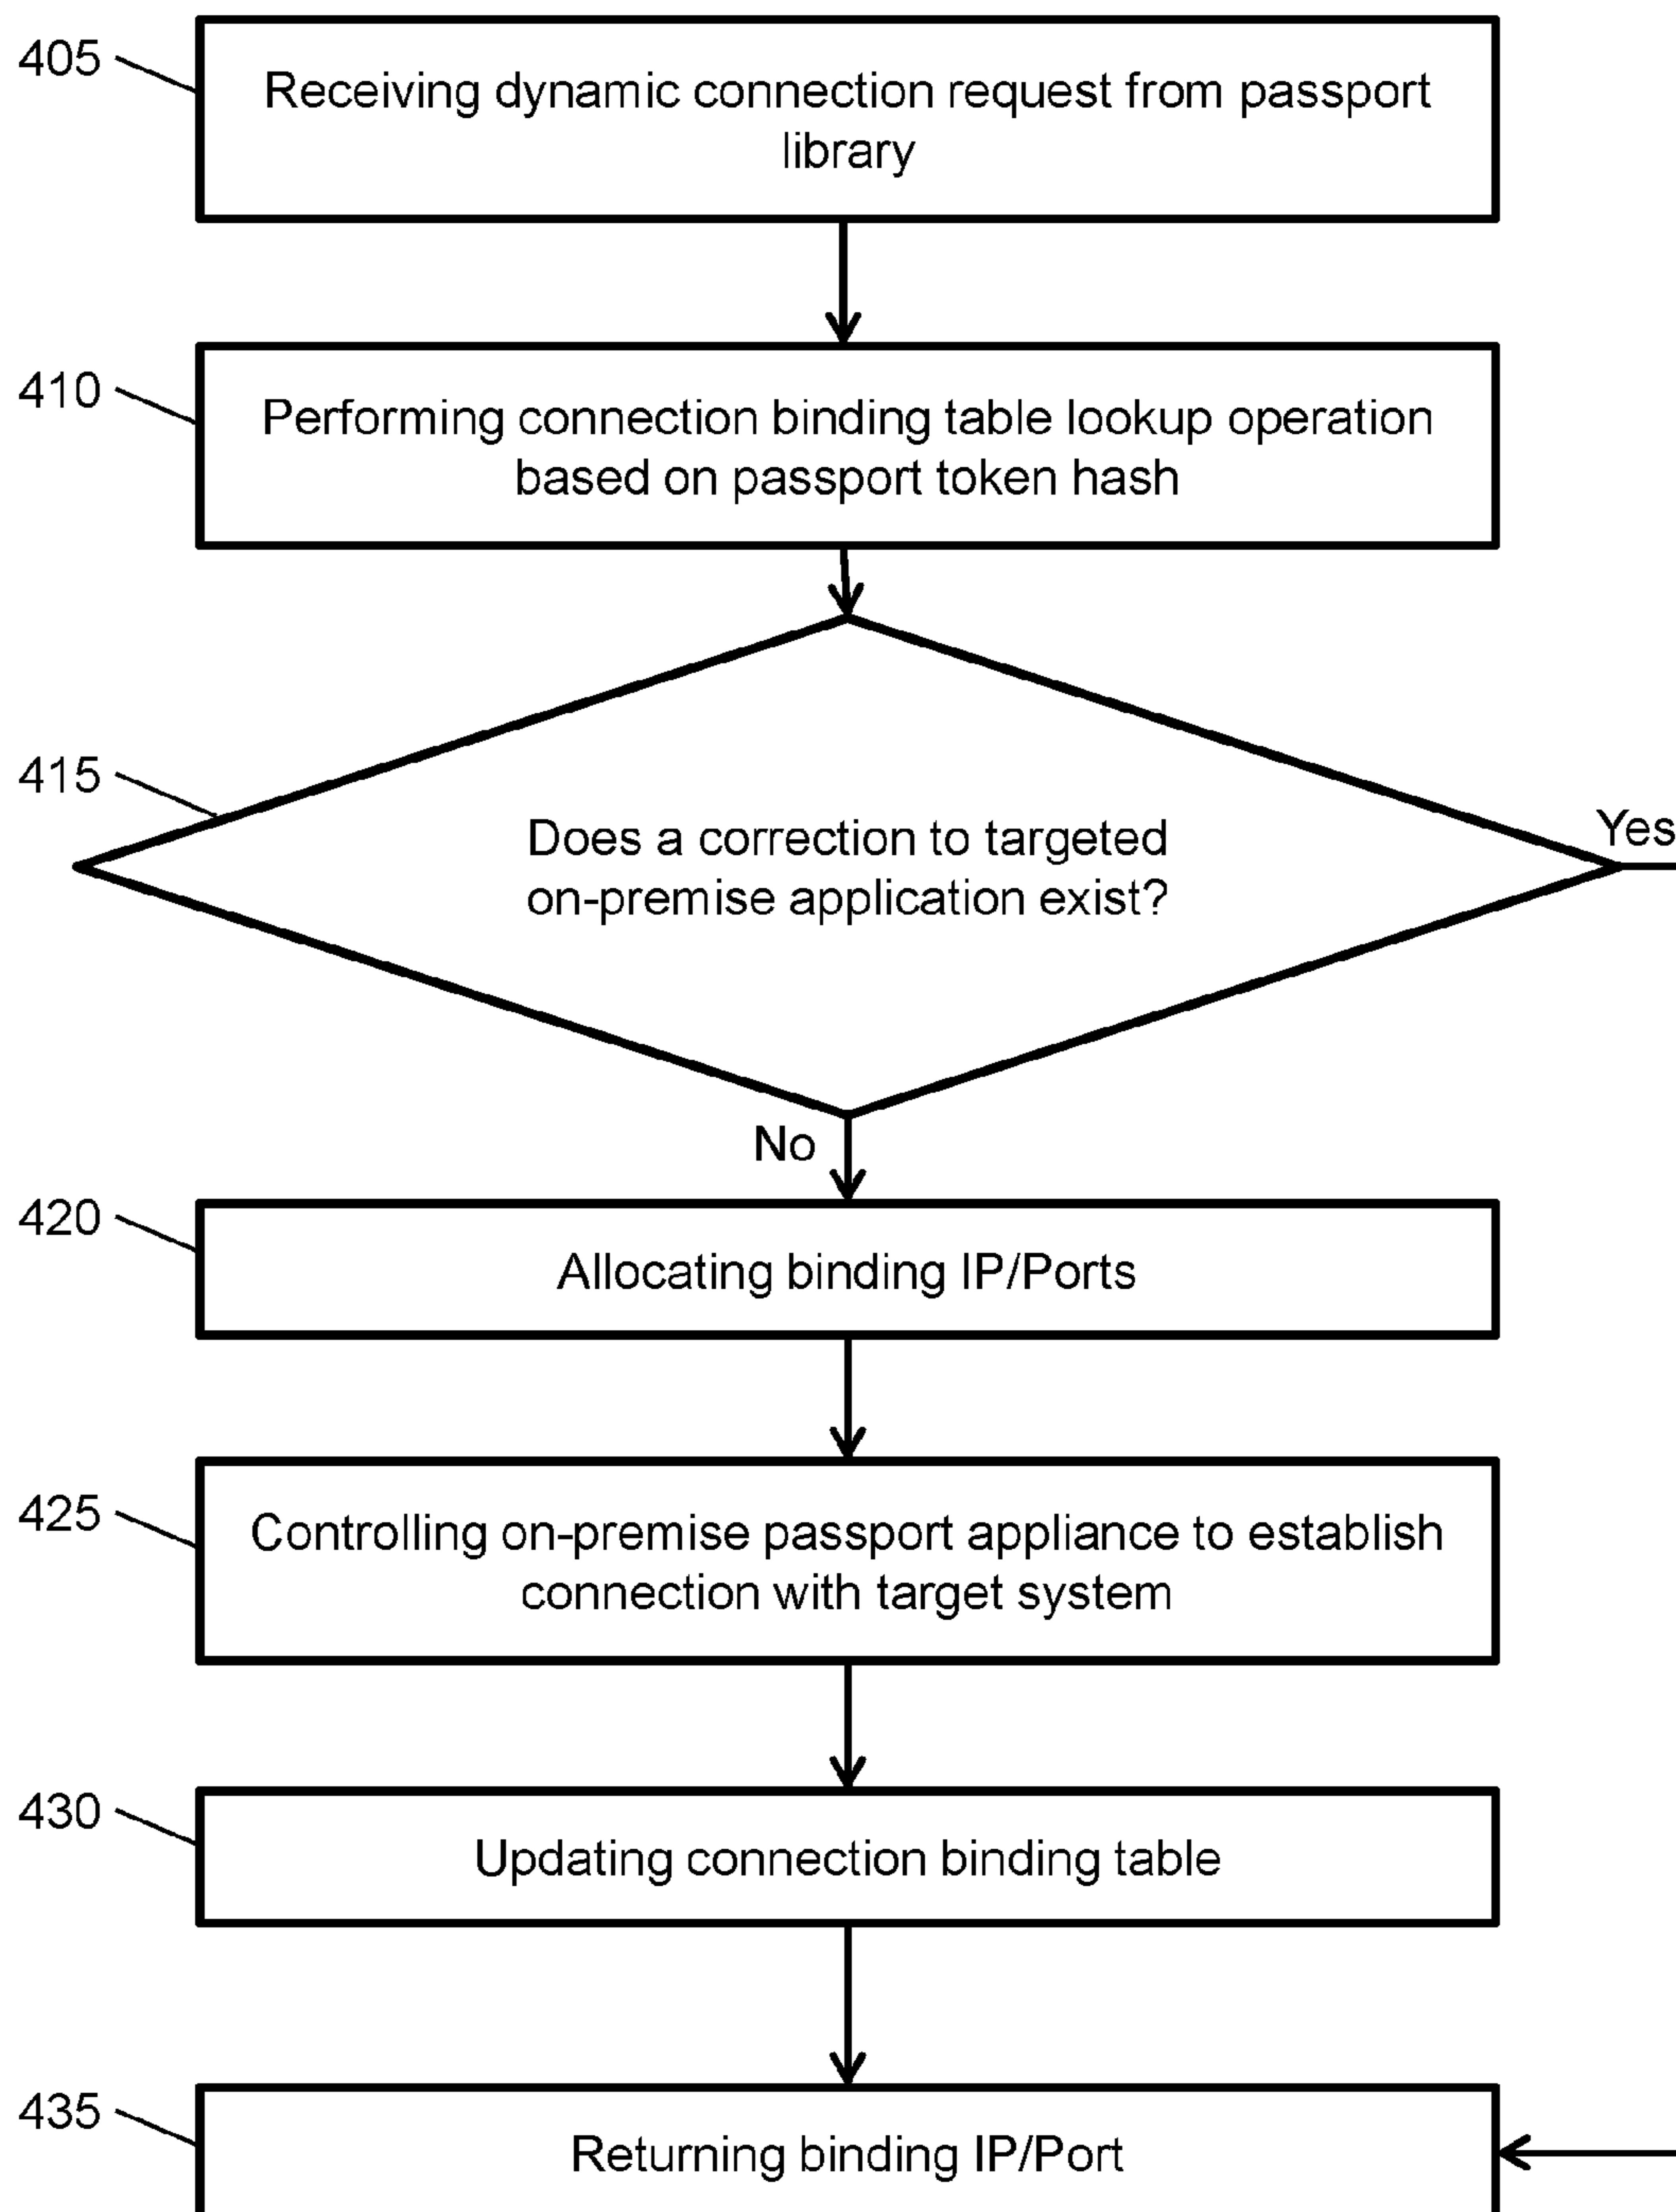 405
Receiving dynamic connection request from passport
library
410
Performing connection binding table lookup operation
based on passport token hash
415
Does a correction to targeted
on-premise application exist?
Yes
No
420
Allocating binding IP/Ports
425
Controlling on-premise passport appliance to establish
connection with target system
430
Updating connection binding table
435
Returning binding IP/Port